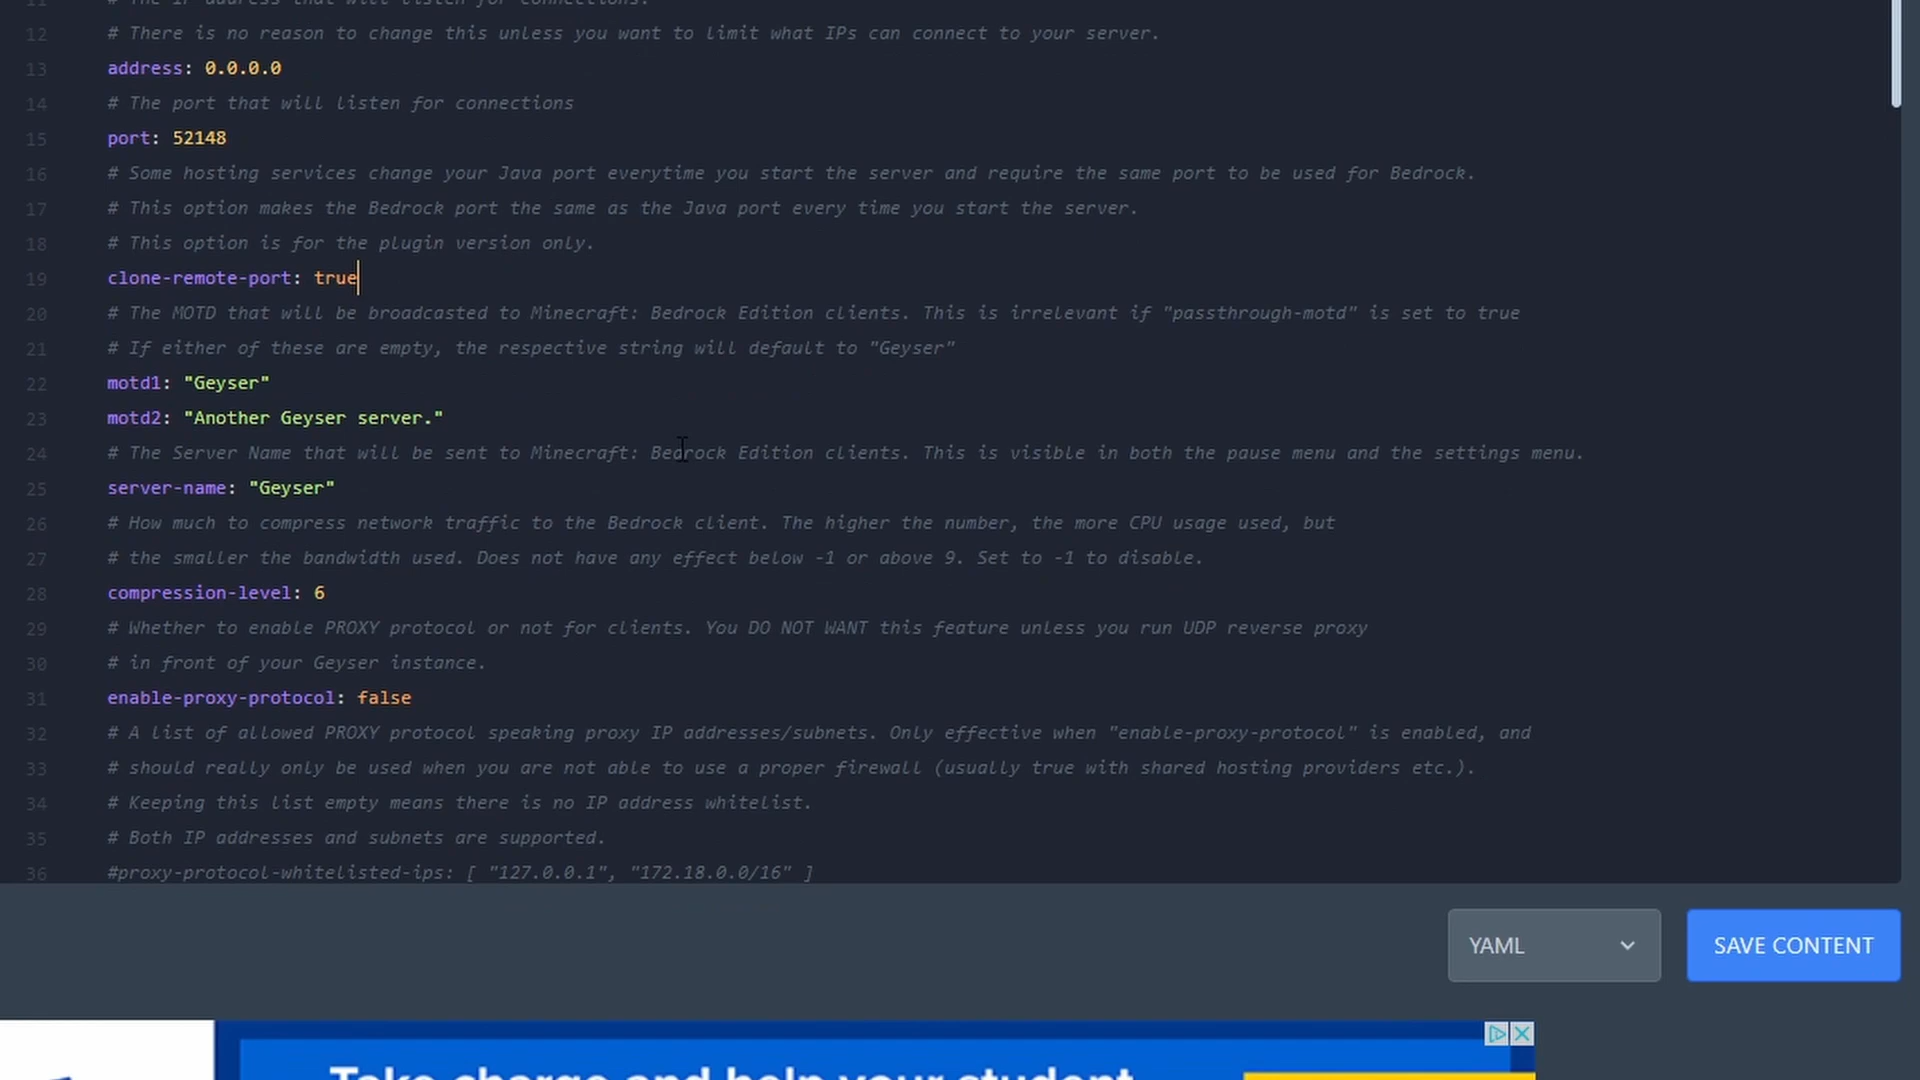 11 # The IP address that will listen for connections.
12 # There is no reason to change this unless you want to limit what IPs can connect to your server.
13 address: 0.0.0.0
14 # The port that will listen for connections
15 port: 52148
16 # Some hosting services change your Java port everytime you start the server and require the same port to be used for Bedrock.
17 # This option makes the Bedrock port the same as the Java port every time you start the server.
18 # This option is for the plugin version only.
19 clone-remote-port: true
20 # The MOTD that will be broadcasted to Minecraft: Bedrock Edition clients. This is irrelevant if "passthrough-motd" is set to true
21 # If either of these are empty, the respective string will default to "Geyser"
22 motd1: "Geyser"
23 motd2: "Another Geyser server."
24 # The Server Name that will be sent to Minecraft: Bedrock Edition clients. This is visible in both the pause menu and the settings menu.
25 server-name: "Geyser"
26 # How much to compress network traffic to the Bedrock client. The higher the number, the more CPU usage used, but
27 # the smaller the bandwidth used. Does not have any effect below -1 or above 9. Set to -1 to disable.
28 compression-level: 6
29 # Whether to enable PROXY protocol or not for clients. You DO NOT WANT this feature unless you run UDP reverse proxy
30 # in front of your Geyser instance.
31 enable-proxy-protocol: false
32 # A list of allowed PROXY protocol speaking proxy IP addresses/subnets. Only effective when "enable-proxy-protocol" is enabled, and
33 # should really only be used when you are not able to use a proper firewall (usually true with shared hosting providers etc.).
34 # Keeping this list empty means there is no IP address whitelist.
35 # Both IP addresses and subnets are supported.
36 #proxy-protocol-whitelisted-ips: [ "127.0.0.1", "172.18.0.0/16" ]
YAML
SAVE CONTENT
Take charge and help your student